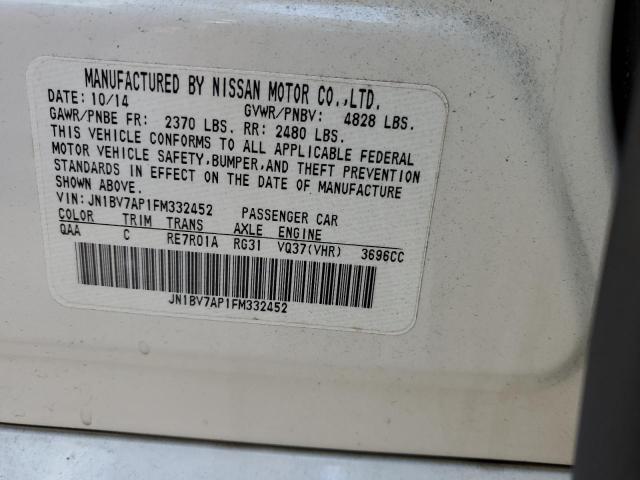 MANUFACTURED BY NISSAN MOTOR CO.,LTD.
DATE: 10/14 GVWR/PNBV: 4828 LBS.
GAWR/PNBE FR: 2370 LBS. RR: 2480 LBS.
THIS VEHICLE CONFORMS TO ALL APPLICABLE FEDERAL
MOTOR VEHICLE SAFETY,BUMPER,AND THEFT PREVENTION
STANDARDS IN EFFECT ON THE DATE OF MANUFACTURE
SHOWN ABOVE.
VIN: JN1BV7AP1FM332452 PASSENGER CAR
COLOR TRIM TRANS AXLE ENGINE
QAA C RE7R01A RG31 VQ37(VHR) 3696CC
JN1BV7AP1FM332452